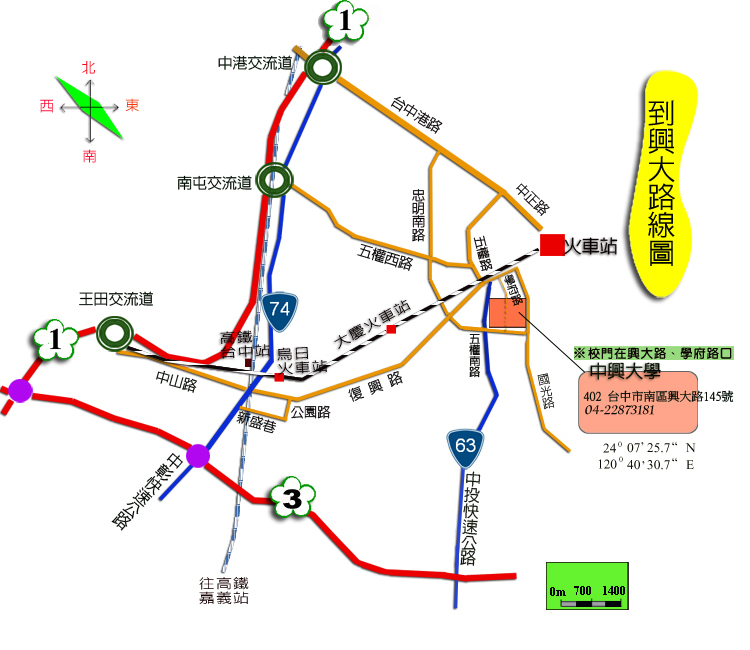 1
中港交流道
北
西
東
南
台中港路
到興大路線圖
南屯交流道
忠明南路
中正路
五權西路
五權路
火車站
學府路
王田交流道
74
大慶火車站
1
高鐵
台中站
烏日
火車站
五權南路
※校門在興大路、學府路口
中興大學
國光路
402 台中市南區興大路145號
04-22873181
中山路
復興路
公園路
新盛巷
24° 07'25.7“ N
120° 40'30.7“ E
63
中彰快速公路
中投快速公路
3
往高鐵
嘉義站
0m 700 1400